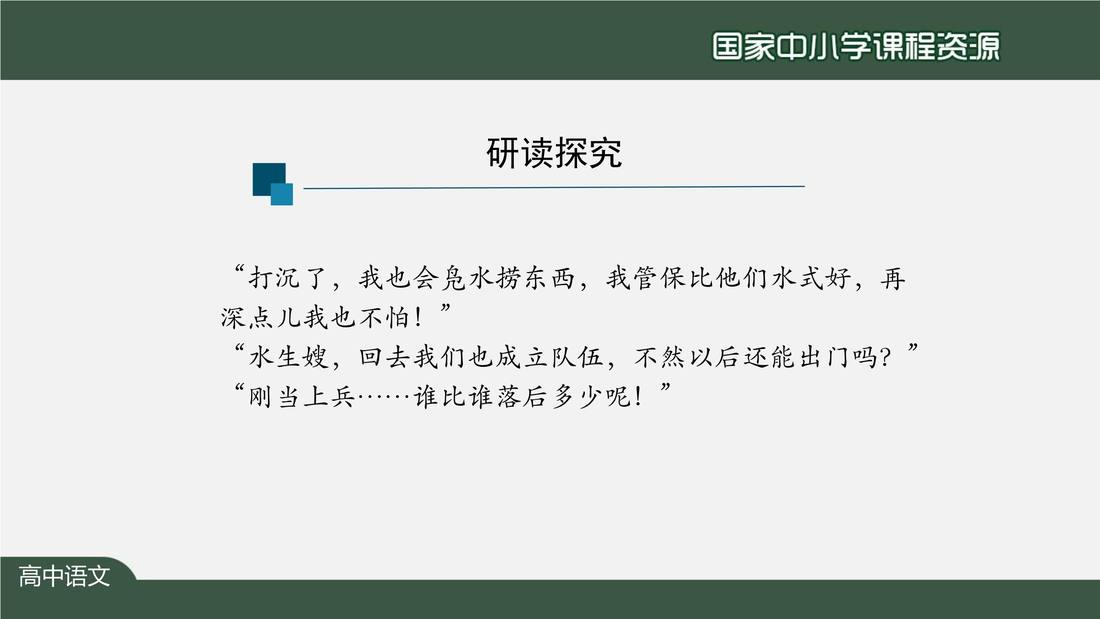 国家中小学课程资源
研读探究
“打沉了，我也会凫水捞东西，我管保比他们水式好，再
深点儿我也不怕！”
“水生嫂，回去我们也成立队伍，不然以后还能出门吗？”
“刚当上兵……谁比谁落后多少呢！”
高中语文